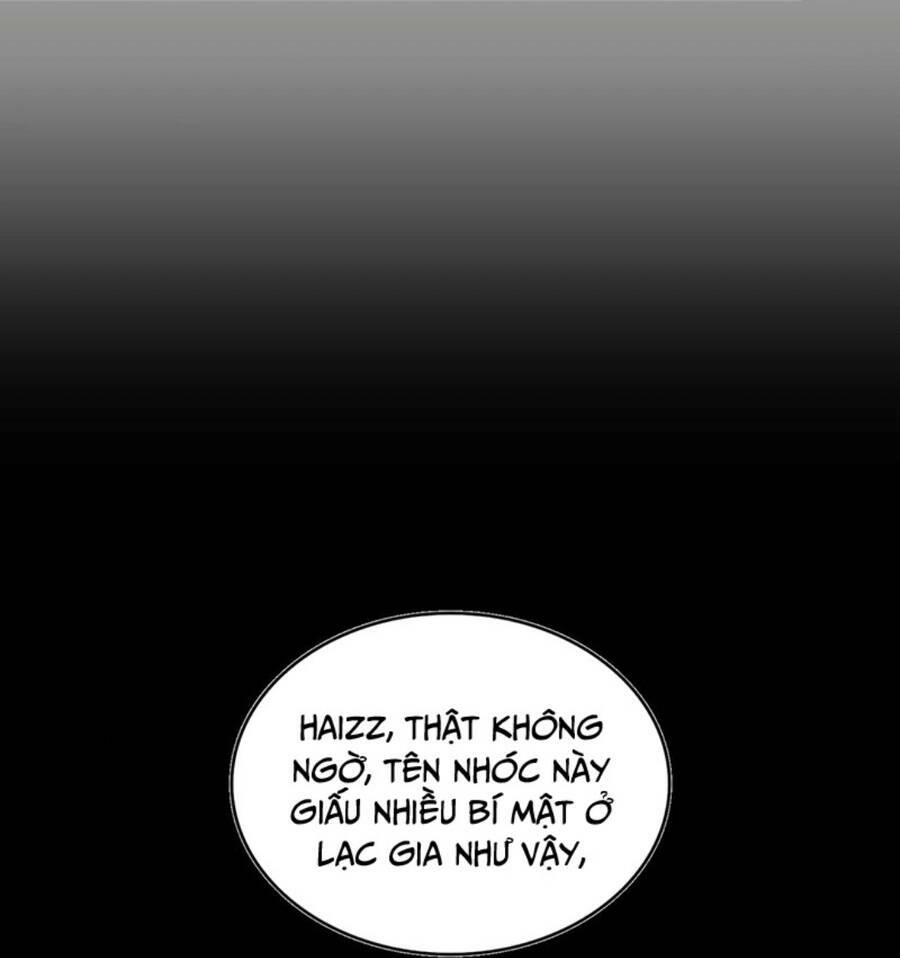 HAIZZ, THẬT KHÔNG
NGỜ, TÊN NHÓC NÀY
GIẤU NHIỀU BÍ MẬT Ở
LẠC GIA NHƯ VẬY,